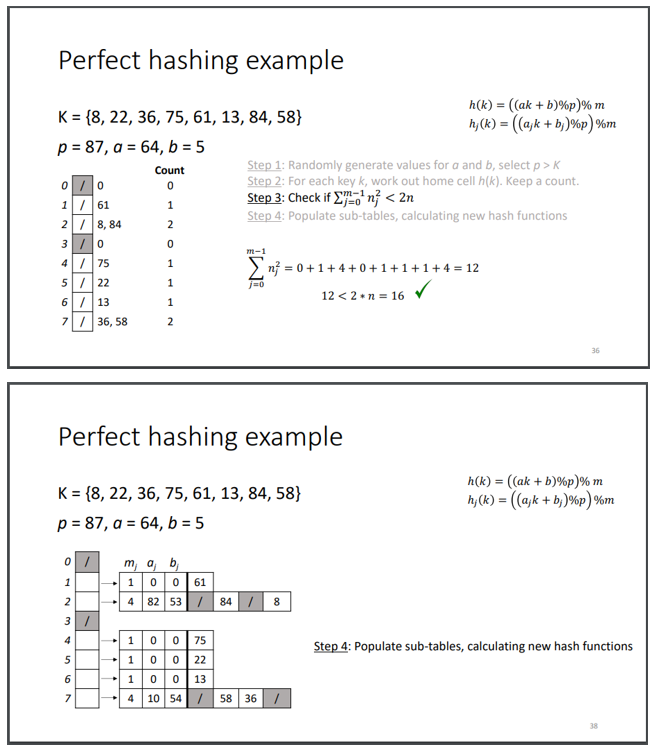 Perfect hashing example
K = {8, 22, 36, 75, 61, 13, 84, 58}
h(k) = ((ak + b)%p)% m
h_j(k) = ((a_jk + b_j)%p)%m
p = 87, a = 64, b = 5
Step 1: Randomly generate values for a and b, select p > K
Step 2: For each key k, work out home cell h(k). Keep a count.
Step 3: Check if ∑_{j=0}^{m−1} n_j^2 < 2n
Step 4: Populate sub-tables, calculating new hash functions
Count
0 / 0 0
1 / 61 1
2 / 8, 84 2
3 / 0 0
4 / 75 1
5 / 22 1
6 / 13 1
7 / 36, 58 2
∑_{j=0}^{m−1} n_j^2 = 0 + 1 + 4 + 0 + 1 + 1 + 1 + 4 = 12
12 < 2 ∗ n = 16 ✓
36
Perfect hashing example
K = {8, 22, 36, 75, 61, 13, 84, 58}
h(k) = ((ak + b)%p)% m
h_j(k) = ((a_jk + b_j)%p)%m
p = 87, a = 64, b = 5
m_j a_j b_j
0 /
1 1 0 0 61
2 4 82 53 / 84 / 8
3 /
4 1 0 0 75
5 1 0 0 22
6 1 0 0 13
7 4 10 54 / 58 36 /
Step 4: Populate sub-tables, calculating new hash functions
38